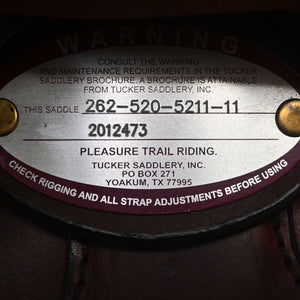 WARNING
CONSULT THE WARNING
AND MAINTENANCE REQUIREMENTS IN THE TUCKER
SADDLERY BROCHURE. A BROCHURE IS ATTAINABLE
FROM TUCKER SADDLERY, INC.
THIS SADDLE 262-520-5211-11
2012473
PLEASURE TRAIL RIDING.
TUCKER SADDLERY, INC.
PO BOX 271
YOAKUM, TX 77995
CHECK RIGGING AND ALL STRAP ADJUSTMENTS BEFORE USING